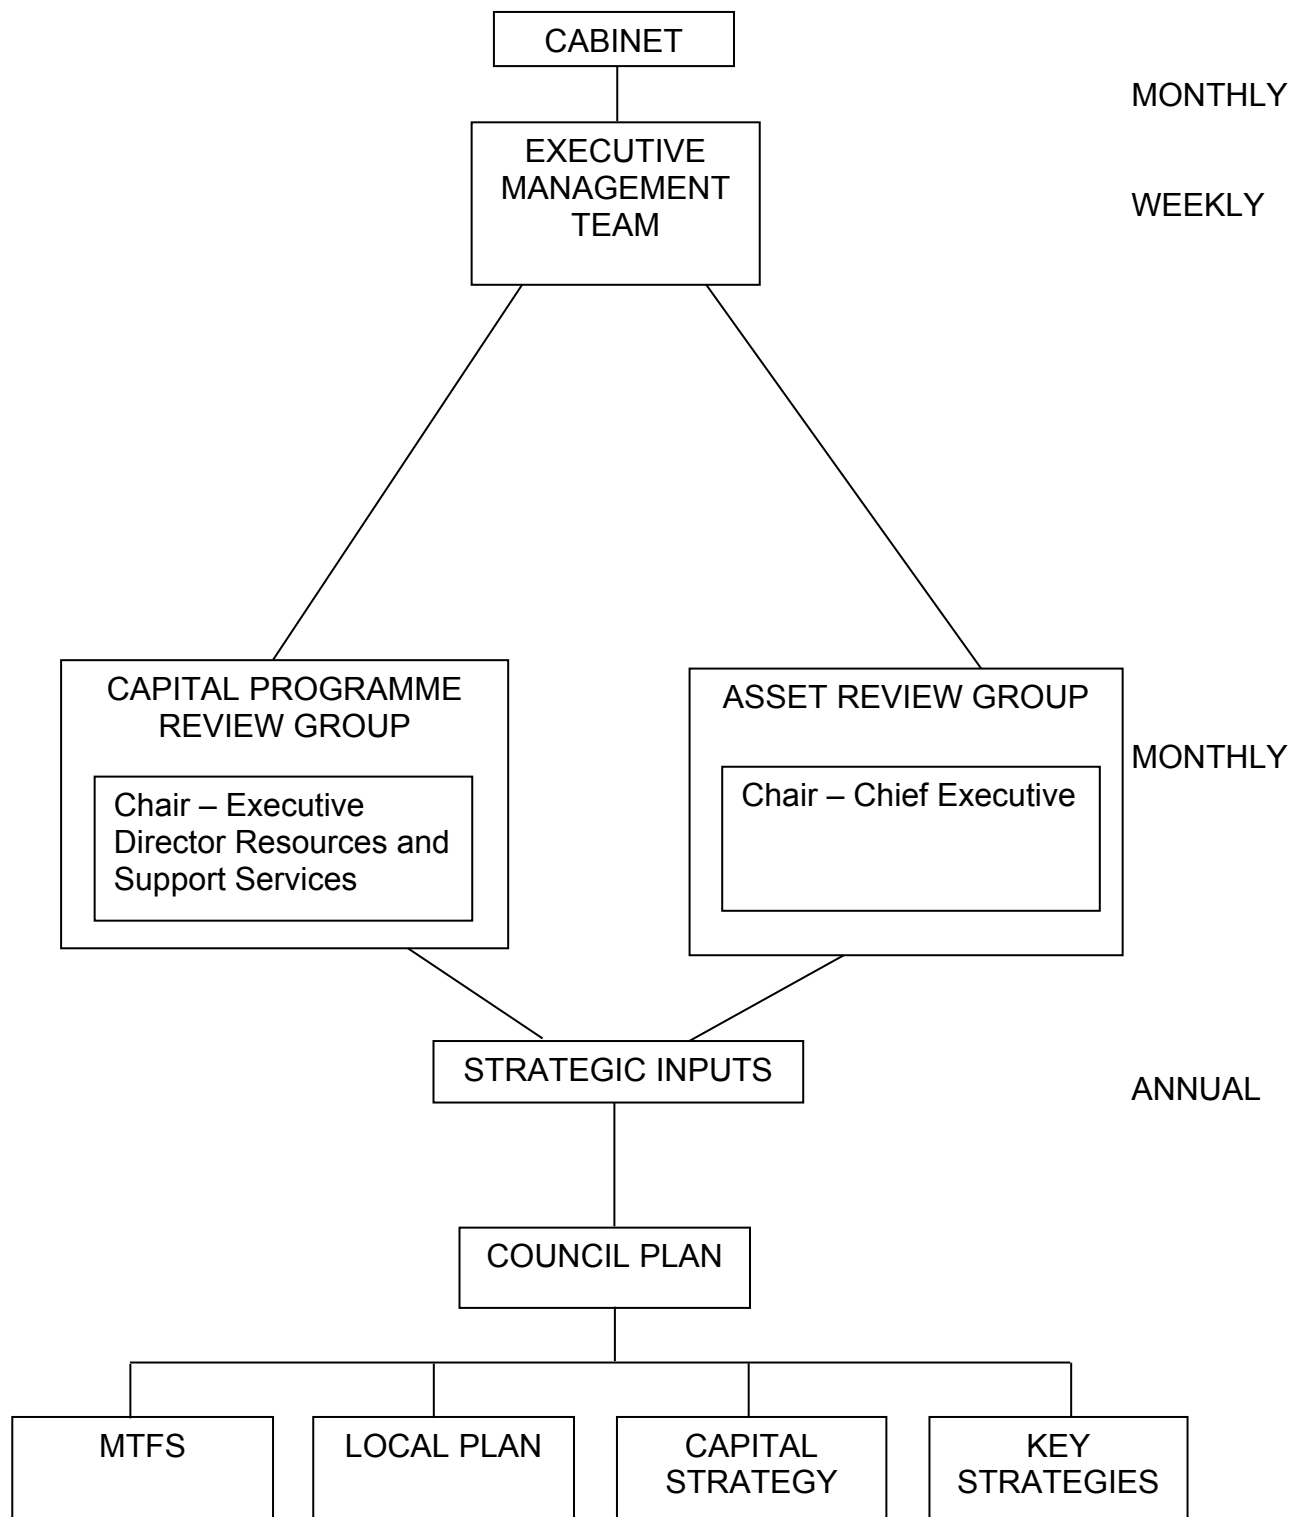 CABINET
MONTHLY
EXECUTIVE
MANAGEMENT
TEAM
WEEKLY
CAPITAL PROGRAMME
REVIEW GROUP
Chair – Executive
Director Resources and
Support Services
ASSET REVIEW GROUP
Chair – Chief Executive
MONTHLY
STRATEGIC INPUTS
ANNUAL
COUNCIL PLAN
MTFS
LOCAL PLAN
CAPITAL
STRATEGY
KEY
STRATEGIES